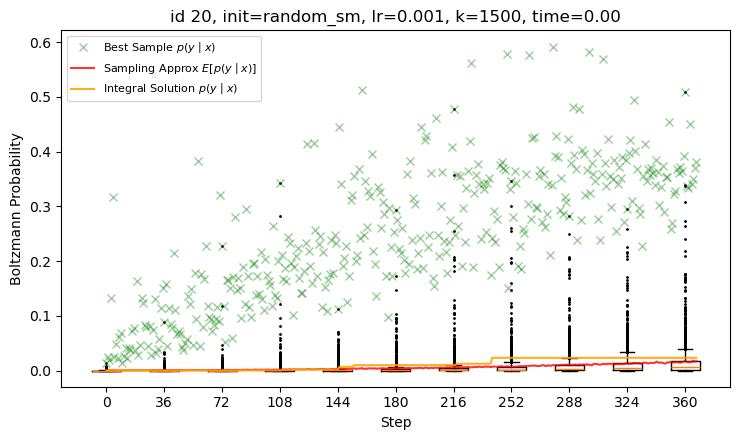 id 20, init=random_sm, lr=0.001, k=1500, time=0.00
Best Sample p(y | x)
Sampling Approx E[p(y | x)]
Integral Solution p(y | x)
Boltzmann Probability
0.6
0.5
0.4
0.3
0.2
0.1
0.0
0 36 72 108 144 180 216 252 288 324 360
Step